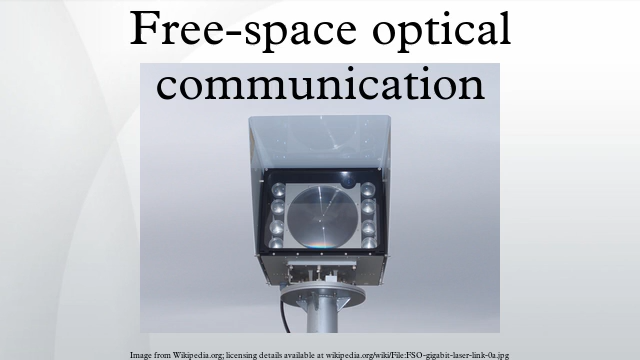 Free-space optical
communication
Image from Wikipedia.org; licensing details available at wikipedia.org/wiki/File:FSO-gigabit-laser-link-0a.jpg